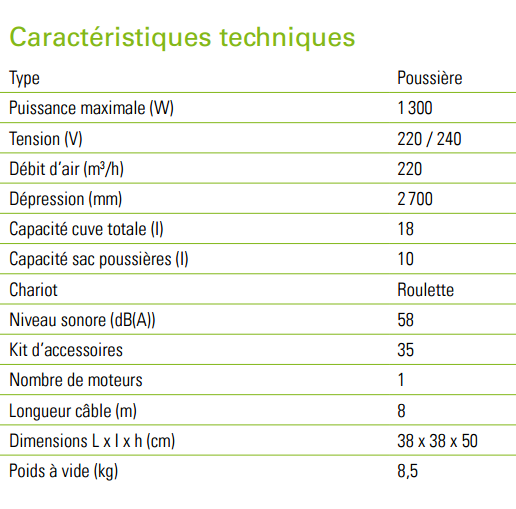 Caractéristiques techniques
Type Poussière
Puissance maximale (W) 1 300
Tension (V) 220 / 240
Débit d’air (m³/h) 220
Dépression (mm) 2 700
Capacité cuve totale (l) 18
Capacité sac poussières (l) 10
Chariot Roulette
Niveau sonore (dB(A)) 58
Kit d’accessoires 35
Nombre de moteurs 1
Longueur câble (m) 8
Dimensions L x l x h (cm) 38 x 38 x 50
Poids à vide (kg) 8,5